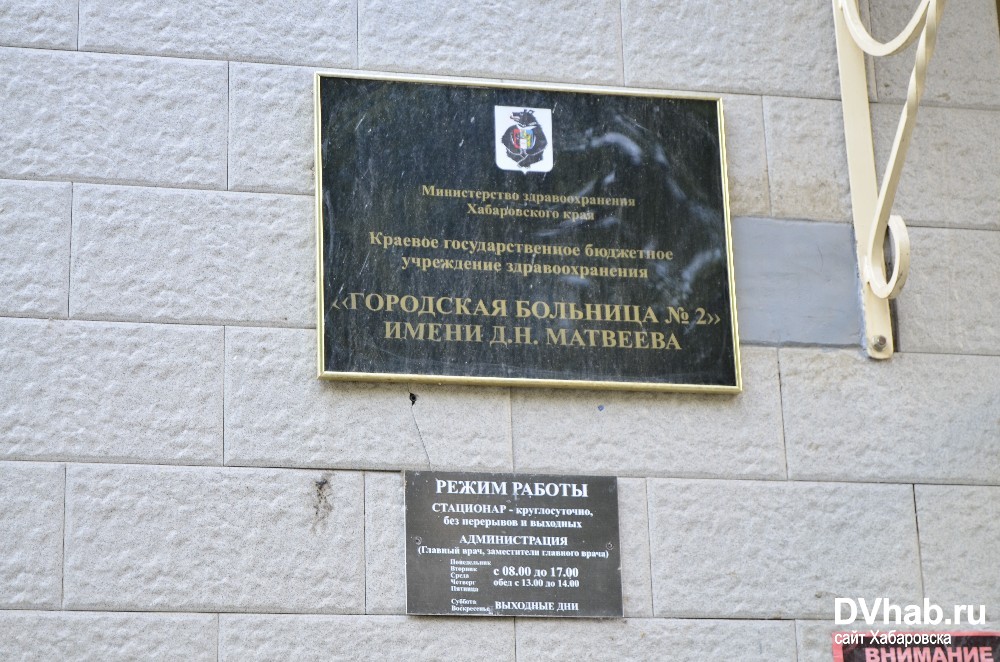 Министерство здравоохранения
Хабаровского края
Краевое государственное бюджетное
учреждение здравоохранения
«ГОРОДСКАЯ БОЛЬНИЦА № 2»
ИМЕНИ Д.Н. МАТВЕЕВА
РЕЖИМ РАБОТЫ
СТАЦИОНАР - круглосуточно,
без перерывов и выходных
АДМИНИСТРАЦИЯ
(Главный врач, заместители главного врача)
Понедельник
Вторник
Среда
Четверг
Пятница
с 08.00 до 17.00
обед с 13.00 до 14.00
Суббота
Воскресенье
ВЫХОДНЫЕ ДНИ
DVhab.ru
сайт Хабаровска
ВНИМАНИЕ